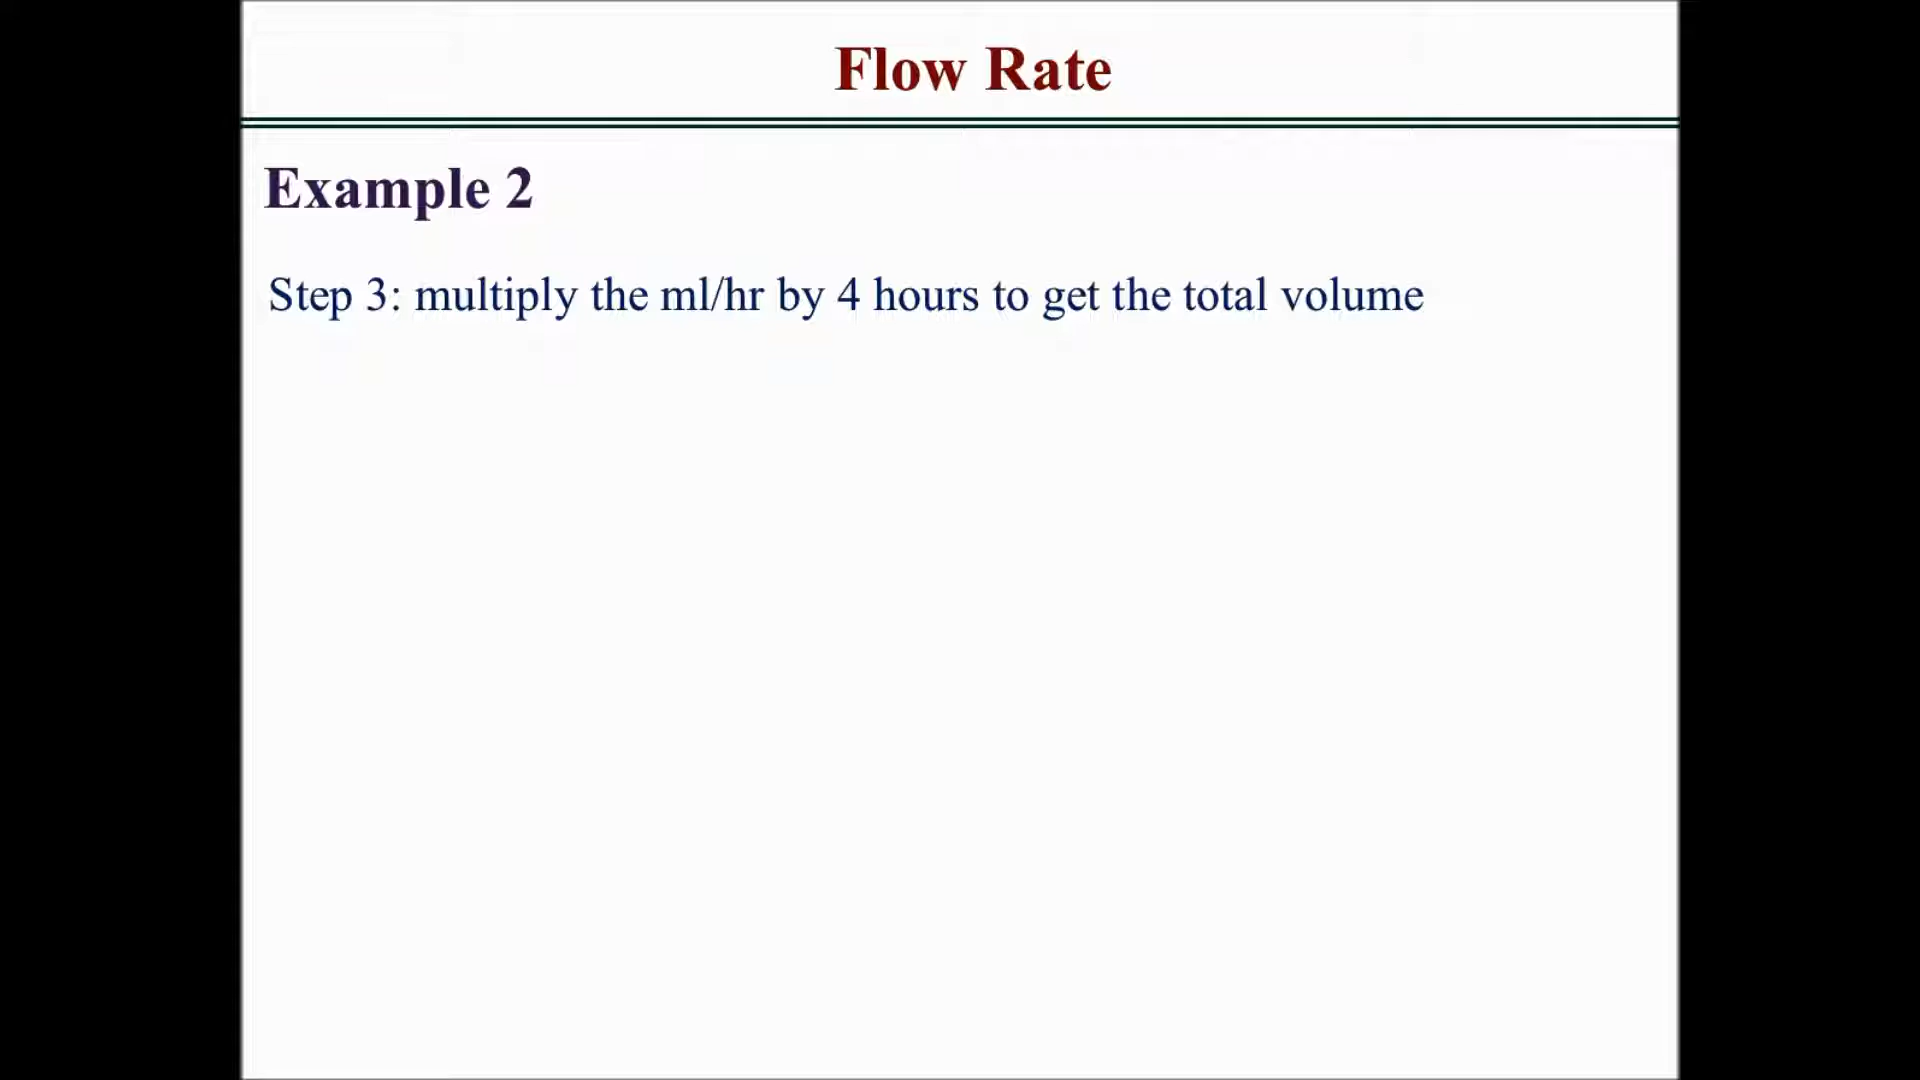 Flow Rate
Example 2
Step 3: multiply the ml/hr by 4 hours to get the total volume